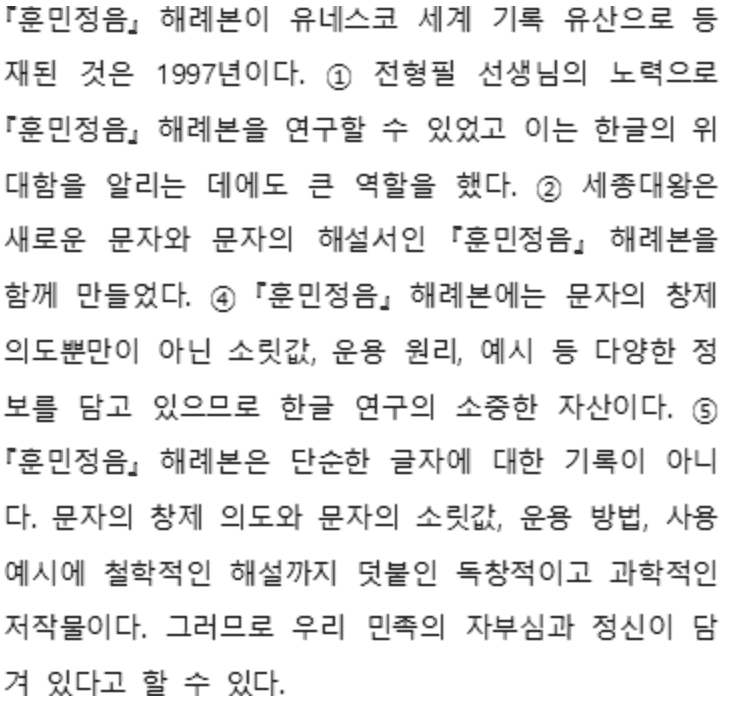 『훈민정음』 해례본이 유네스코 세계 기록 유산으로 등
재된 것은 1997년이다. ① 전형필 선생님의 노력으로
『훈민정음』 해례본을 연구할 수 있었고 이는 한글의 위
대함을 알리는 데에도 큰 역할을 했다. ② 세종대왕은
새로운 문자와 문자의 해설서인 『훈민정음』 해례본을
함께 만들었다. ④ 『훈민정음』 해례본에는 문자의 창제
의도뿐만이 아닌 소릿값, 운용 원리, 예시 등 다양한 정
보를 담고 있으므로 한글 연구의 소중한 자산이다. ⑤
『훈민정음』 해례본은 단순한 글자에 대한 기록이 아니
다. 문자의 창제 의도와 문자의 소릿값, 운용 방법, 사용
예시에 철학적인 해설까지 덧붙인 독창적이고 과학적인
저작물이다. 그러므로 우리 민족의 자부심과 정신이 담
겨 있다고 할 수 있다.